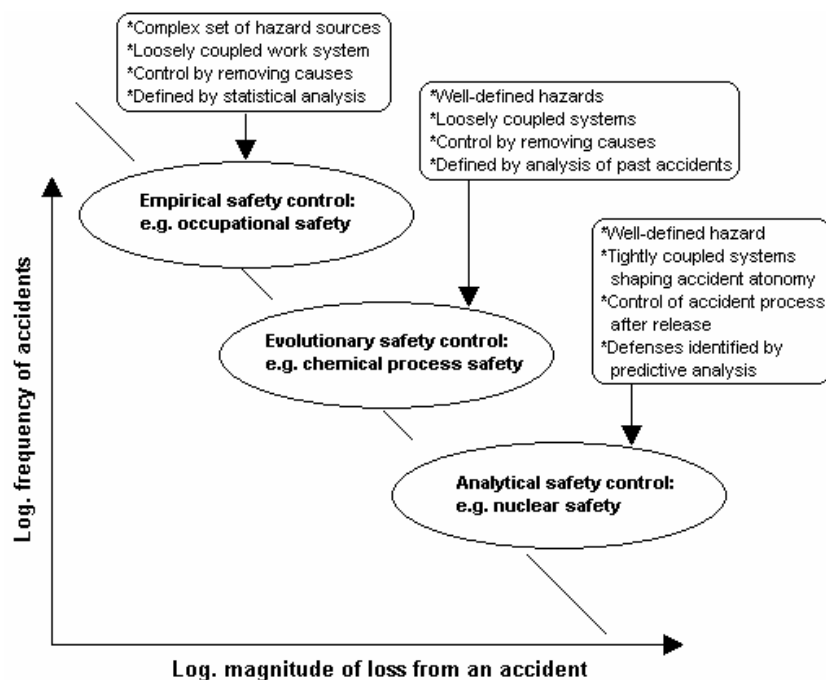 *Complex set of hazard sources
*Loosely coupled work system
*Control by removing causes
*Defined by statistical analysis
*Well-defined hazards
*Loosely coupled systems
*Control by removing causes
*Defined by analysis of past accidents
*Well-defined hazard
*Tightly coupled systems
shaping accident atonomy
*Control of accident process
after release
*Defenses identified by
predictive analysis
Empirical safety control:
e.g. occupational safety
Evolutionary safety control:
e.g. chemical process safety
Analytical safety control:
e.g. nuclear safety
Log. frequency of accidents
Log. magnitude of loss from an accident